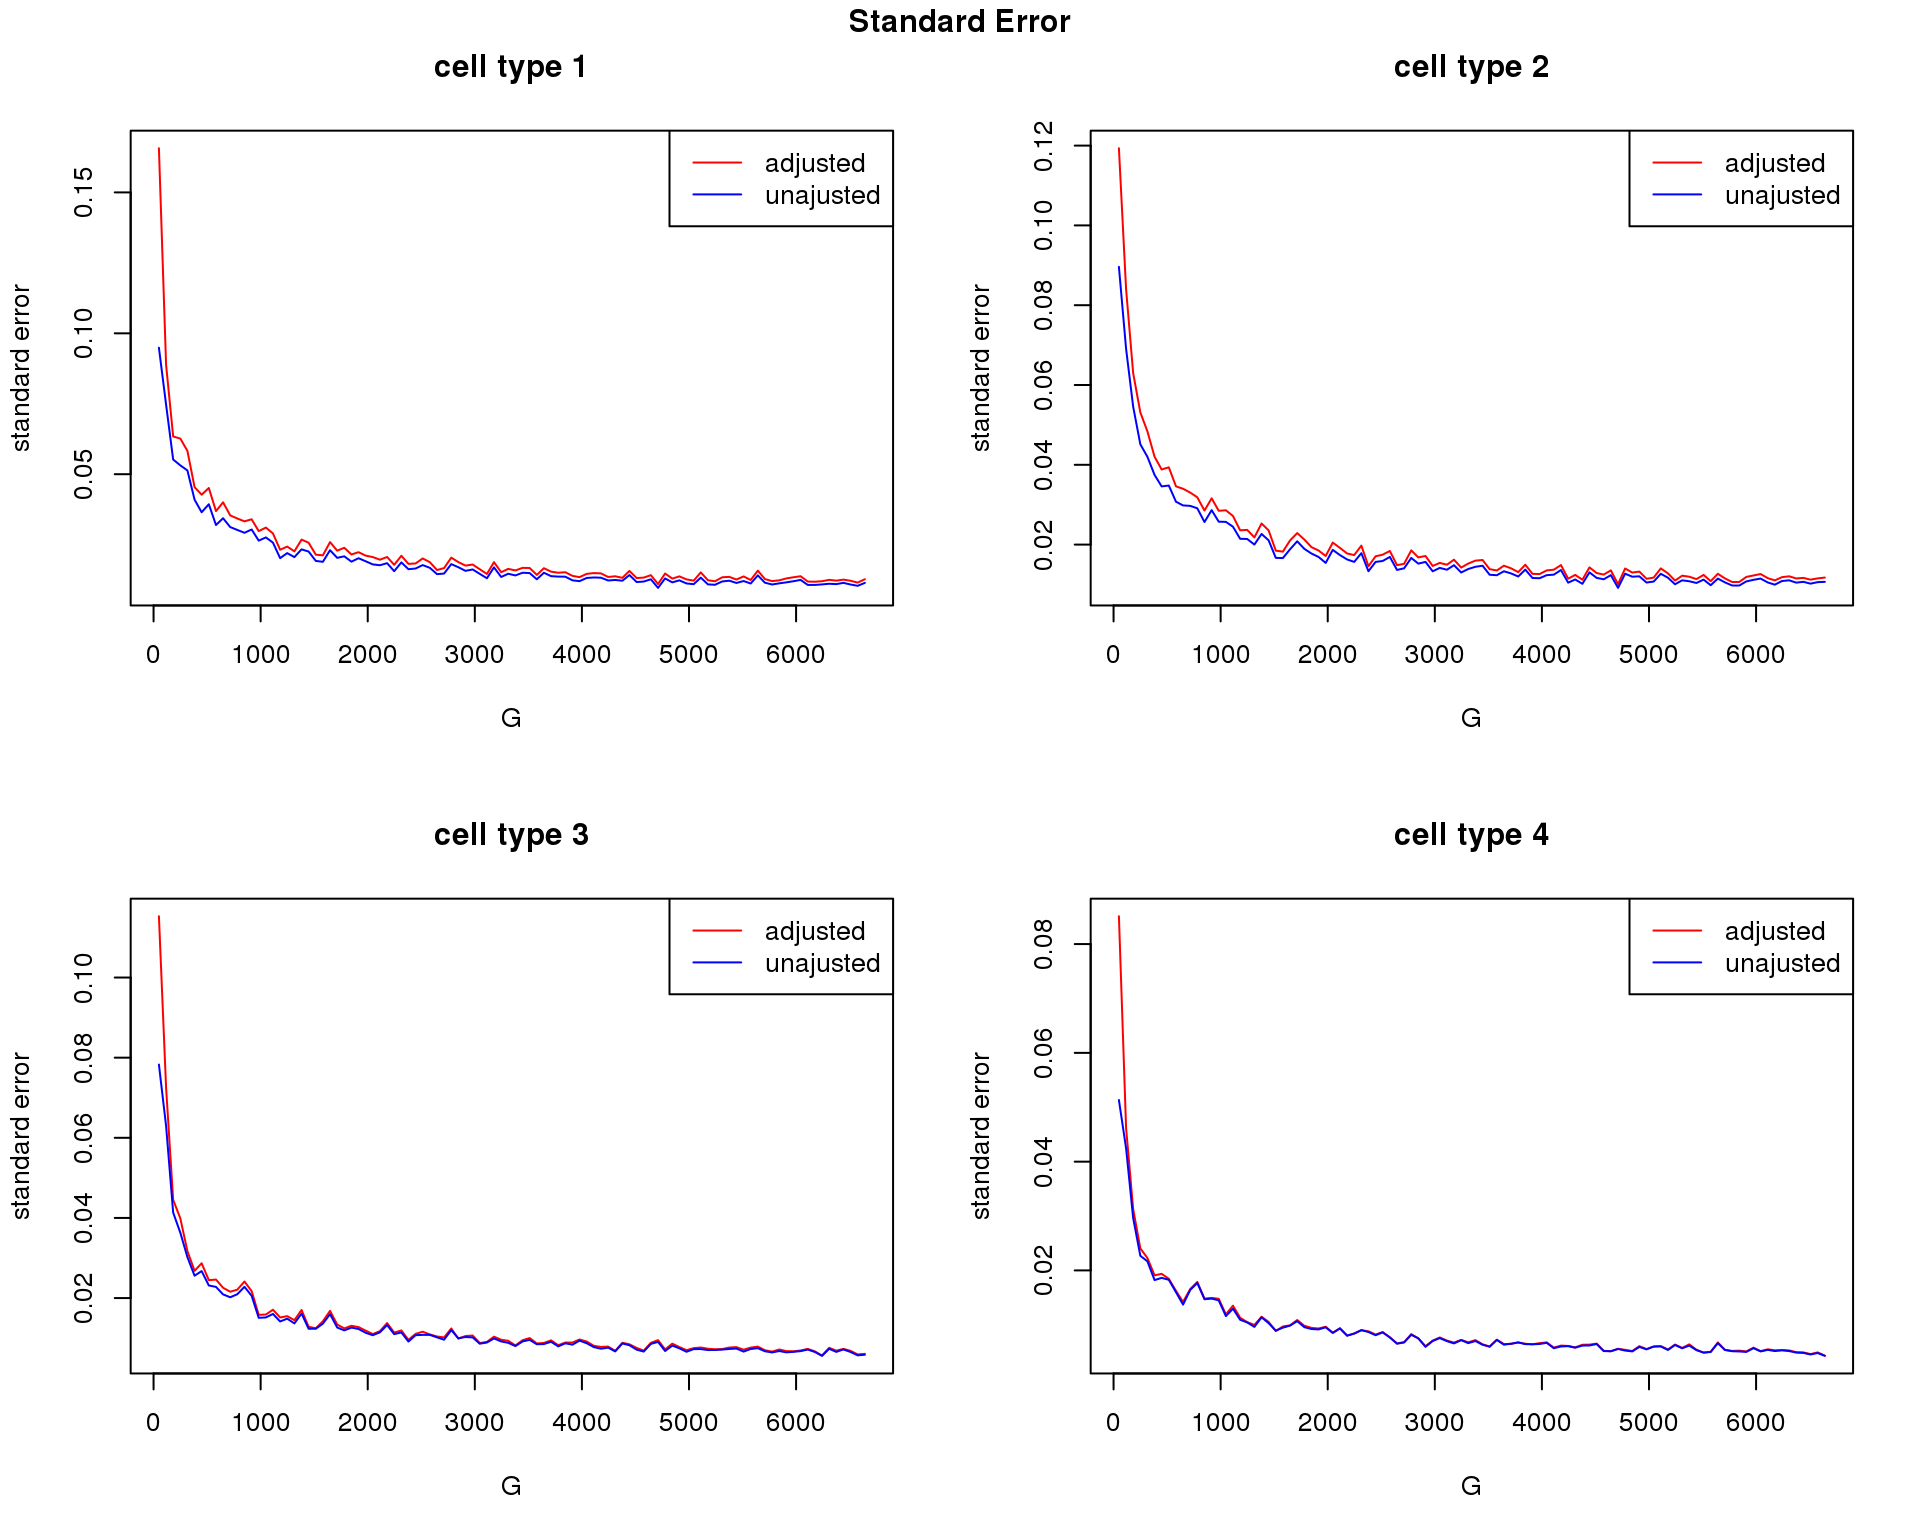 Standard Error
cell type 1
standard error
0.05 0.10 0.15
adjusted
unajusted
0 1000 2000 3000 4000 5000 6000
G
cell type 2
standard error
0.02 0.04 0.06 0.08 0.10 0.12
adjusted
unajusted
0 1000 2000 3000 4000 5000 6000
G
cell type 3
standard error
0.02 0.04 0.06 0.08 0.10
adjusted
unajusted
0 1000 2000 3000 4000 5000 6000
G
cell type 4
standard error
0.02 0.04 0.06 0.08
adjusted
unajusted
0 1000 2000 3000 4000 5000 6000
G